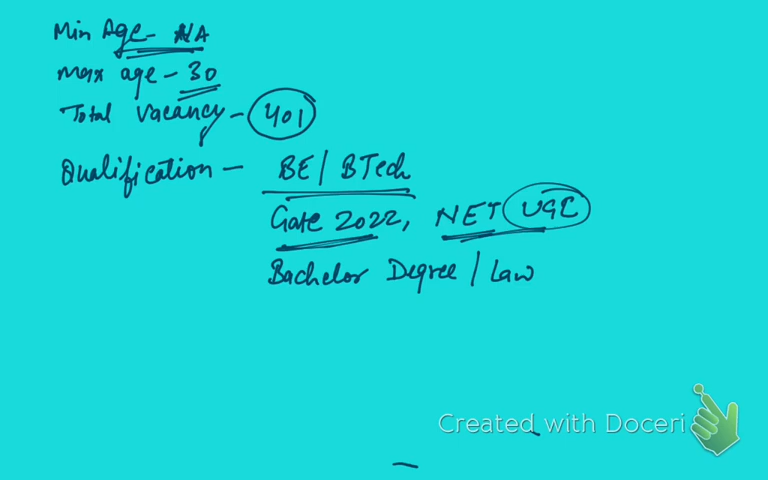 Min Age - NA
Max age - 30
Total Vacancy - 401
Qualification - BE / BTech
Gate 2022, NET UGC
Bachelor Degree / Law
Created with Doceri